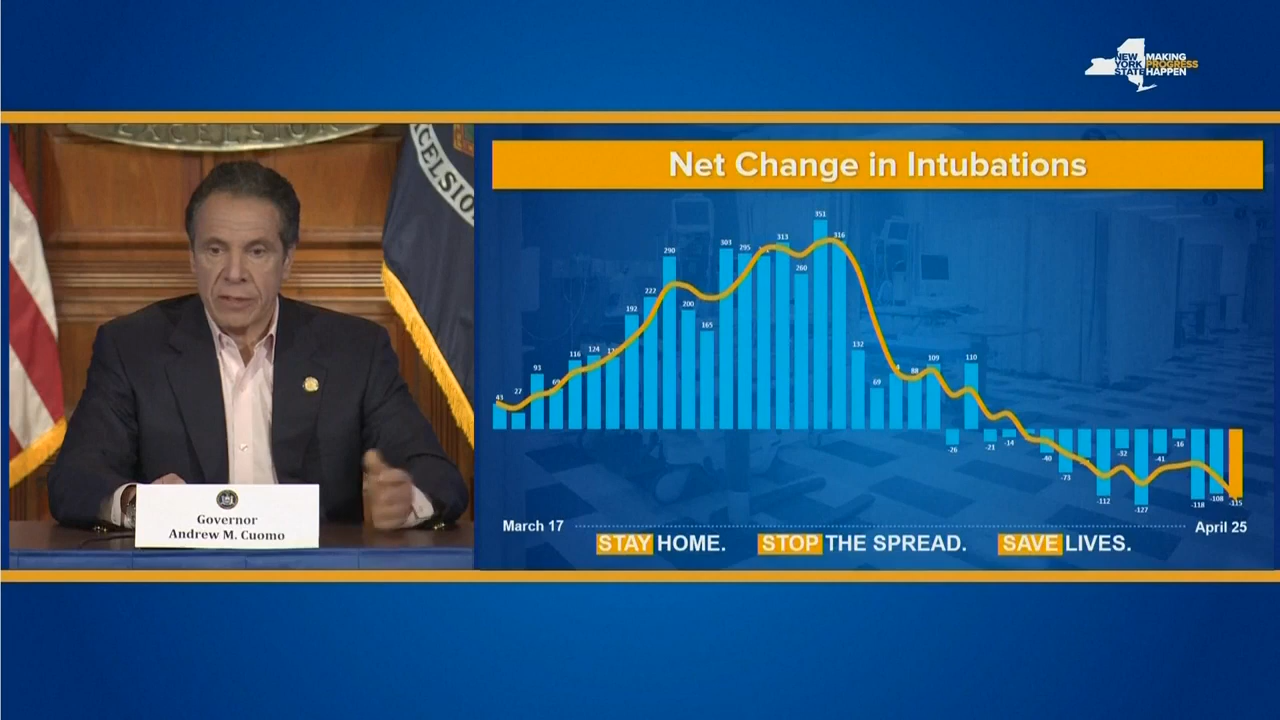 NEW
YORK
STATE
MAKING
PROGRESS
HAPPEN
EXCELSIOR
EXCELSIO
Net Change in Intubations
43
27
93
69
116
124
192
222
290
200
165
303
295
313
260
351
316
132
69
88
109
-26
110
-21
-14
-40
-73
-112
-32
-127
-41
-16
-118
-108
-115
March 17
April 25
STAY HOME. STOP THE SPREAD. SAVE LIVES.
Governor
Andrew M. Cuomo